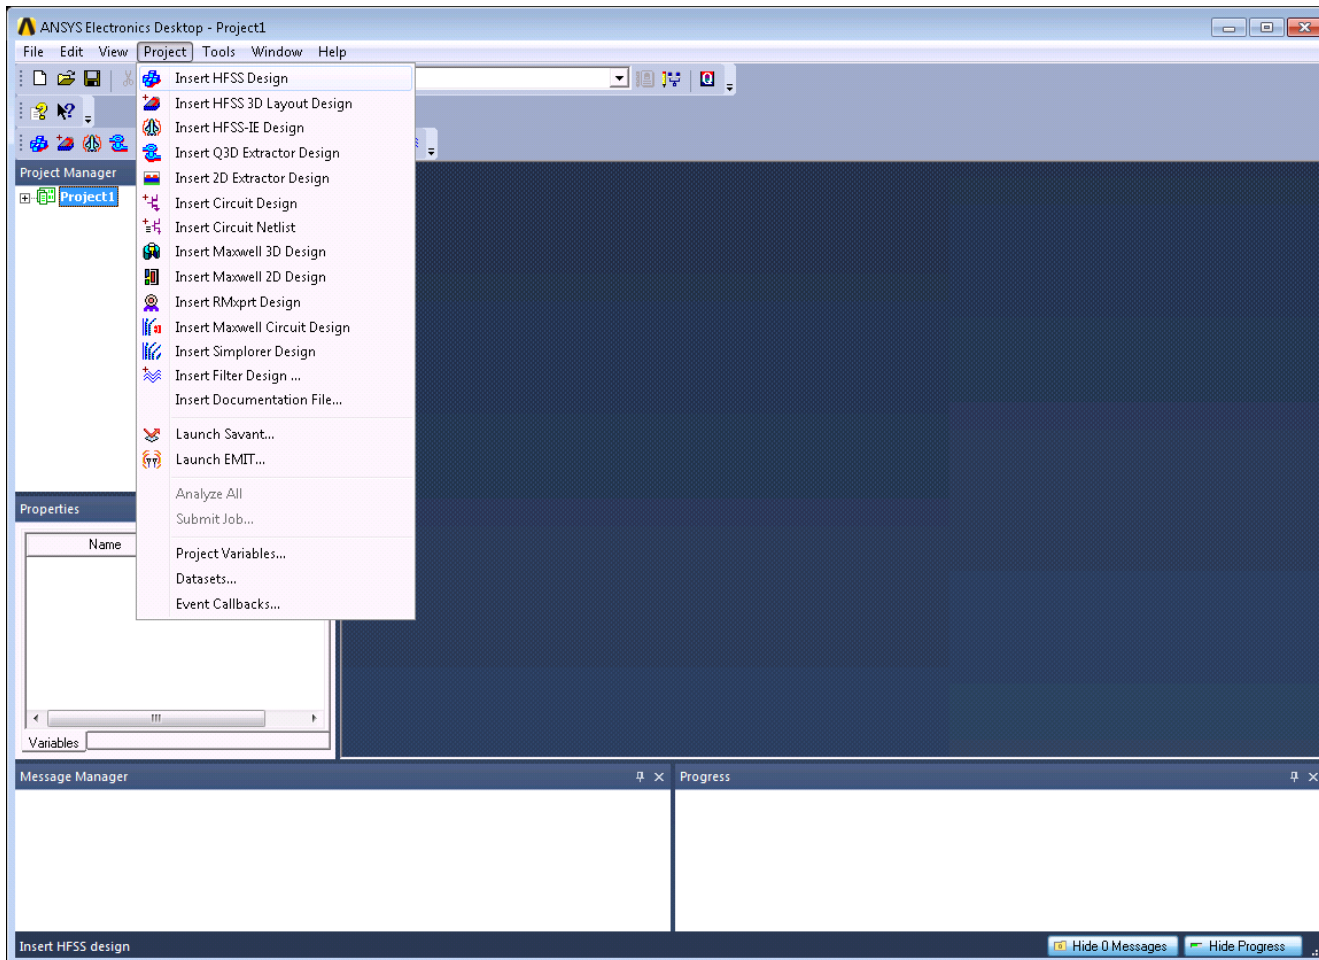 ANSYS Electronics Desktop - Project1
File Edit View Project Tools Window Help
Insert HFSS Design
Insert HFSS 3D Layout Design
Insert HFSS-IE Design
Insert Q3D Extractor Design
Insert 2D Extractor Design
Insert Circuit Design
Insert Circuit Netlist
Insert Maxwell 3D Design
Insert Maxwell 2D Design
Insert RMxprt Design
Insert Maxwell Circuit Design
Insert Simplorer Design
Insert Filter Design ...
Insert Documentation File...
Launch Savant...
Launch EMIT...
Analyze All
Submit Job...
Project Variables...
Datasets...
Event Callbacks...
Project Manager
Project1
Properties
Name
Variables
Message Manager
Progress
Insert HFSS design
Hide 0 Messages
Hide Progress